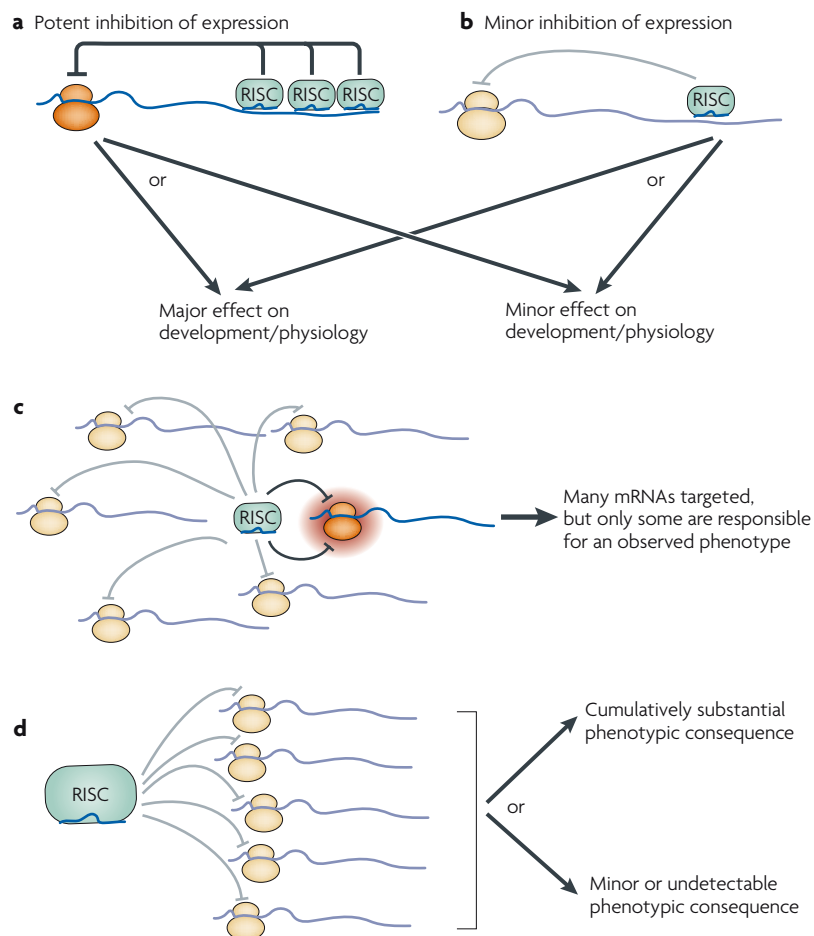 a Potent inhibition of expression
RISC RISC RISC
or
b Minor inhibition of expression
RISC
or
Major effect on
development/physiology
Minor effect on
development/physiology
c
RISC
Many mRNAs targeted,
but only some are responsible
for an observed phenotype
d
RISC
or
Cumulatively substantial
phenotypic consequence
Minor or undetectable
phenotypic consequence